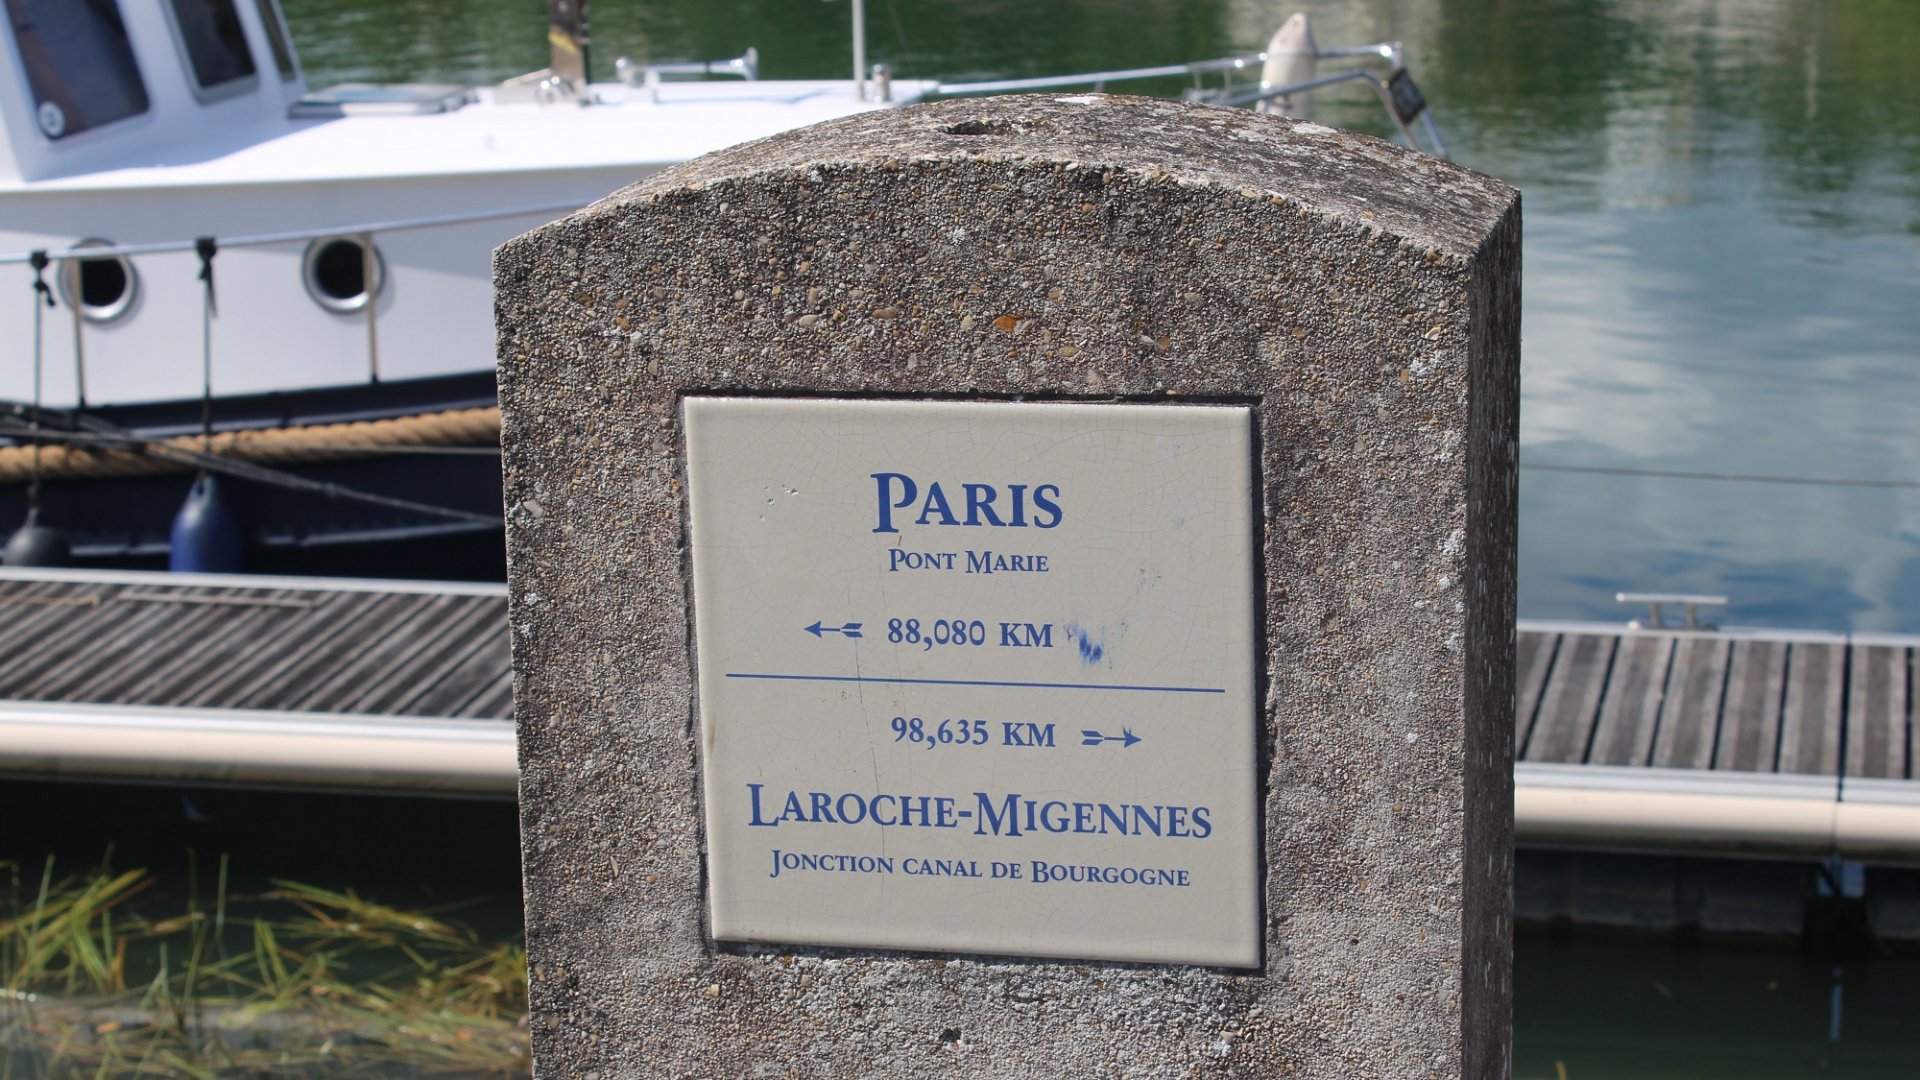 PARIS
PONT MARIE
← 88,080 KM
98,635 KM →
LAROCHE-MIGENNES
JONCTION CANAL DE BOURGOGNE